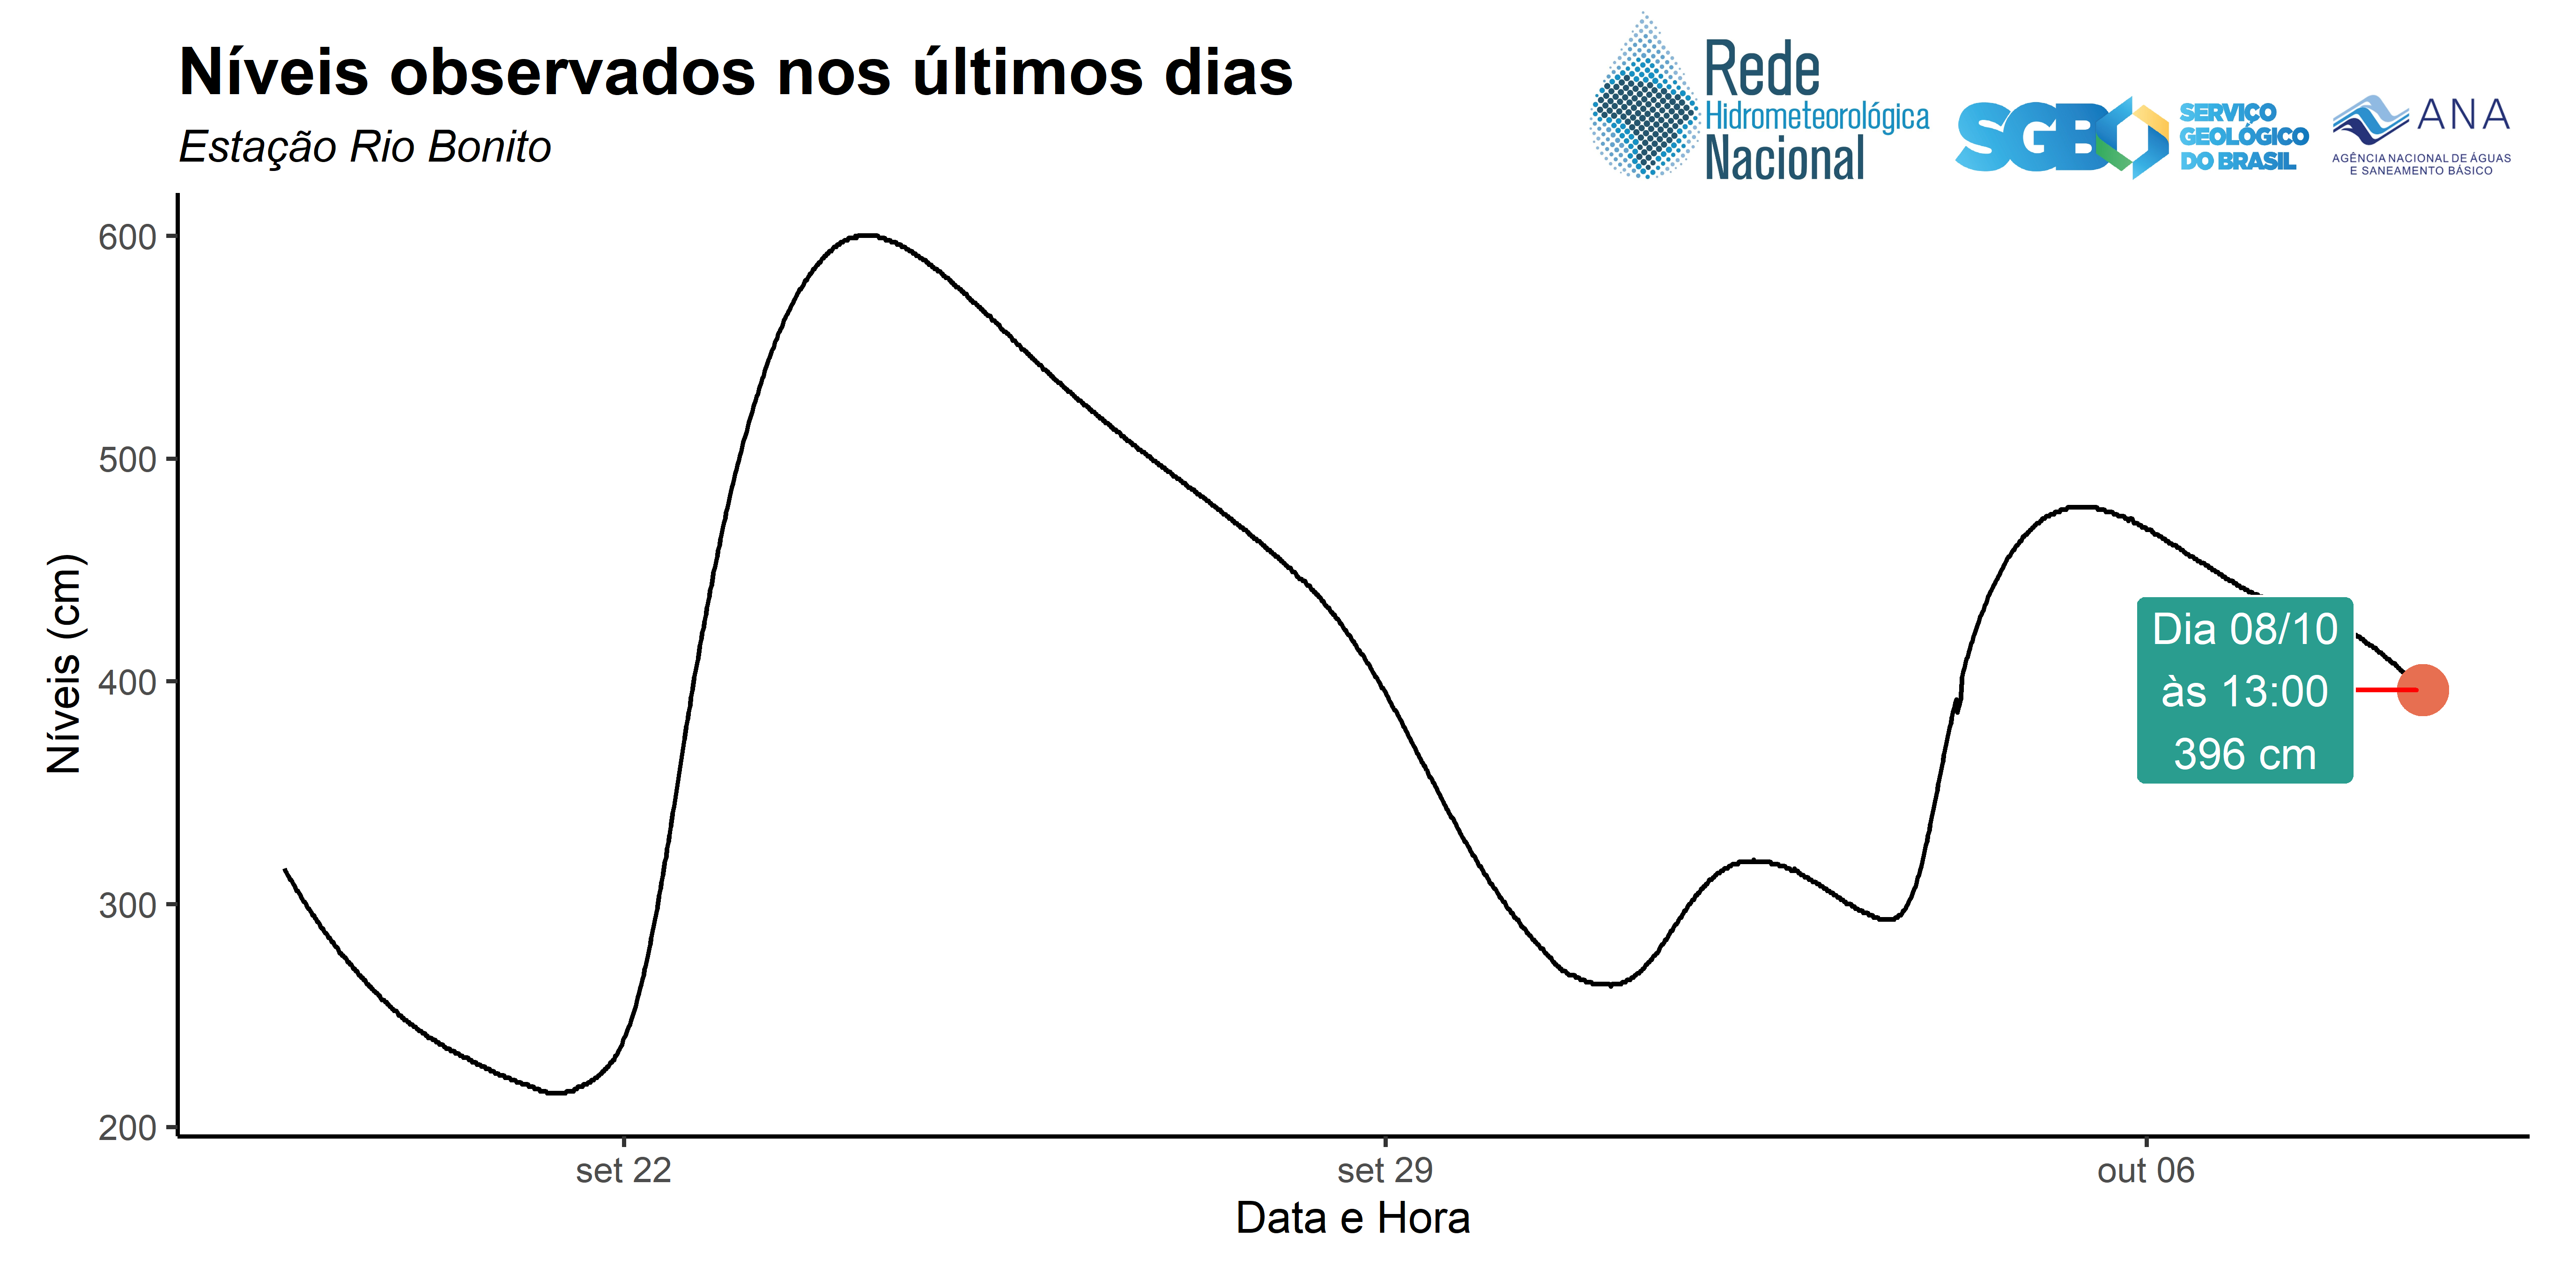 Níveis observados nos últimos dias
Estação Rio Bonito
Rede
Hidrometeorológica
Nacional
SGB
SERVIÇO
GEOLÓGICO
DO BRASIL
ANA
AGÊNCIA NACIONAL DE ÁGUAS
E SANEAMENTO BÁSICO
Níveis (cm)
600
500
400
300
200
Dia 08/10
às 13:00
396 cm
set 22
set 29
out 06
Data e Hora